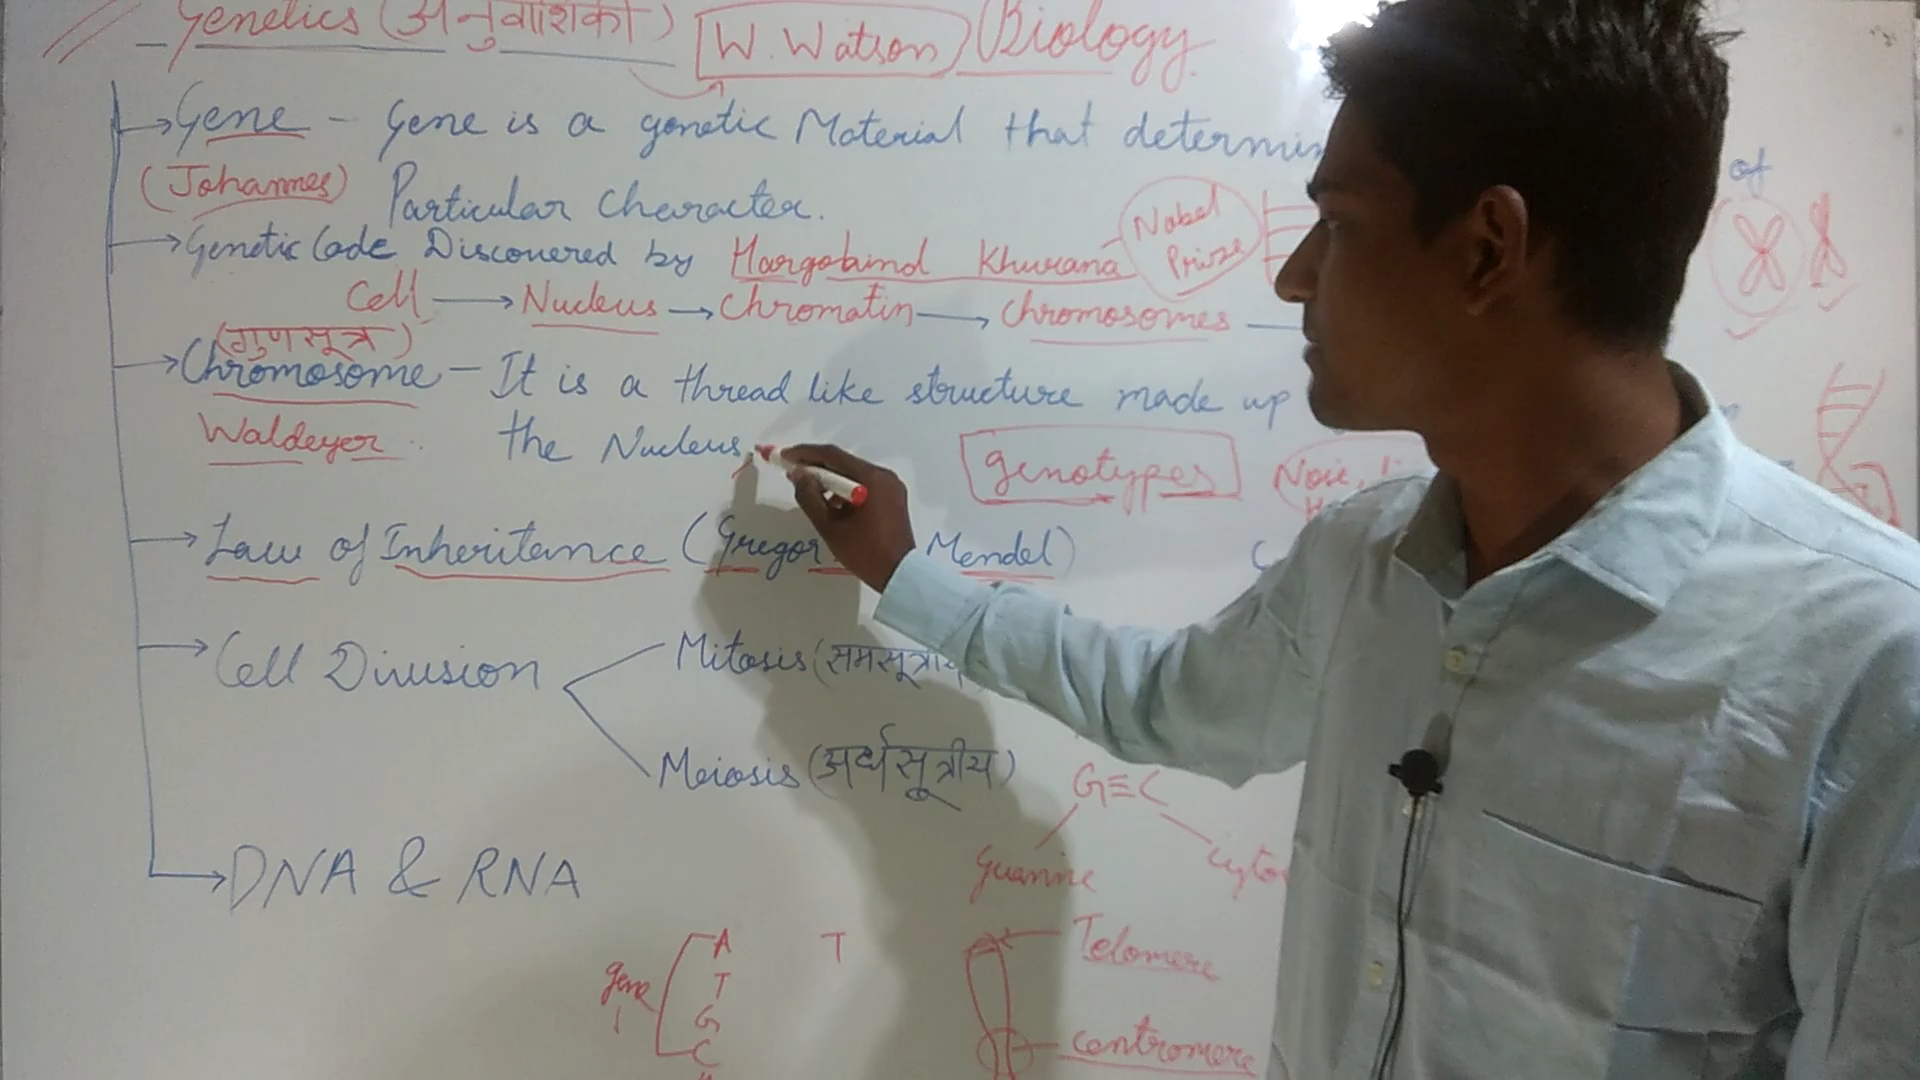 Genetics (अनुवांशिकी) W. Watson Biology
Gene - Gene is a genetic Material that
(Johannes) Particular Character.
of
Genetic Code Discovered by Hargobind Khurana
Nobel
Prize
Cell → Nucleus → Chromatin → Chromosomes
(गुणसूत्र)
Chromosome - It is a thread like structure made up
Waldeyer the Nucleus.
genotypes
Law of Inheritance (Gregor Mendel)
Cell Division
Mitosis (
Meiosis (अर्धसूत्रीय)
G≡C
Guanine
DNA & RNA
gene
A T
T
G
C
Telomere
centromere